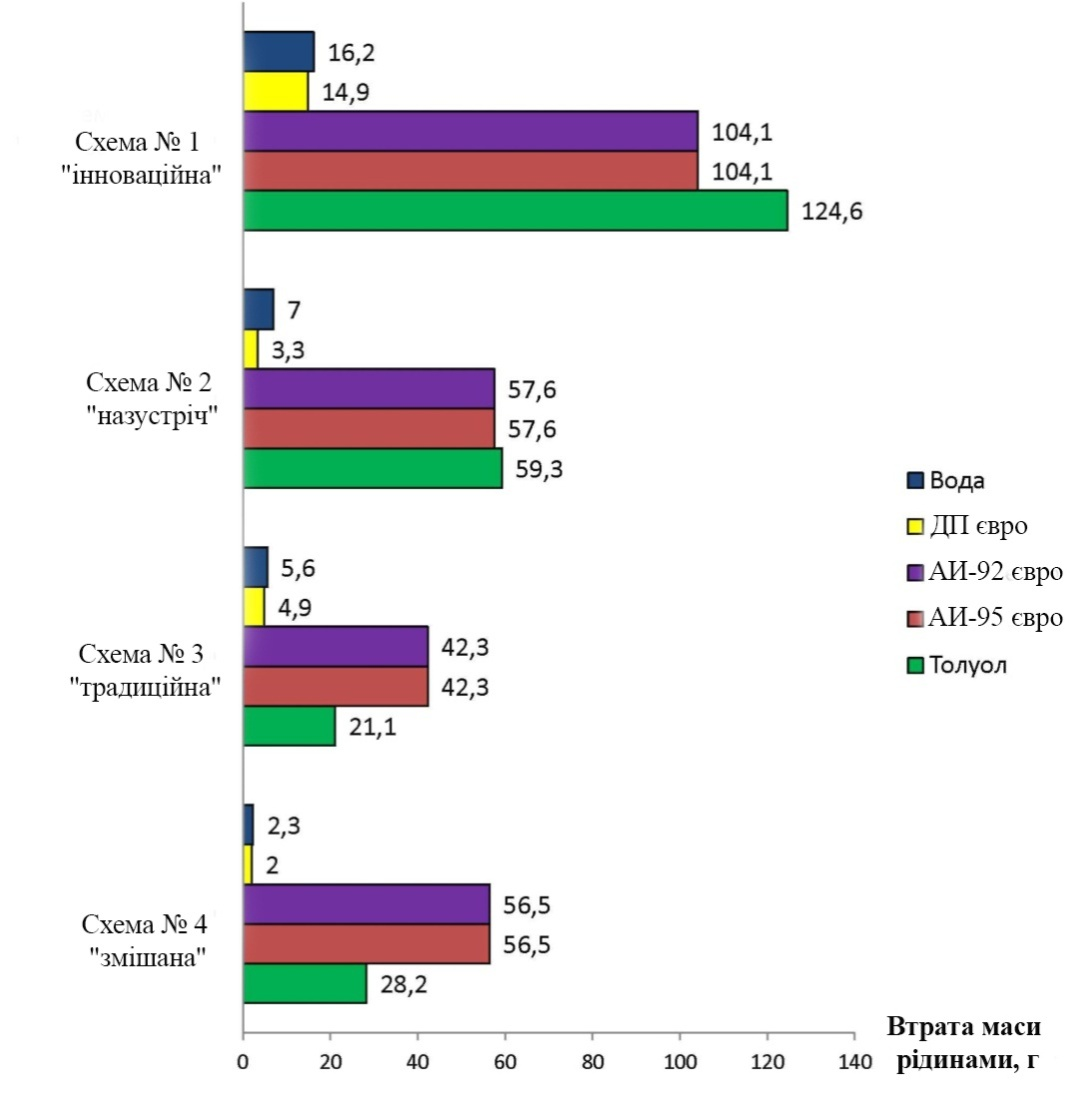 16,2
14,9
Схема № 1
"інноваційна"
104,1
104,1
124,6
7
3,3
Схема № 2
"назустріч"
57,6
57,6
59,3
Вода
ДП євро
АИ-92 євро
АИ-95 євро
Толуол
5,6
4,9
Схема № 3
"традиційна"
42,3
42,3
21,1
2,3
2
Схема № 4
"змішана"
56,5
56,5
28,2
0 20 40 60 80 100 120 140
Втрата маси
рідинами, г